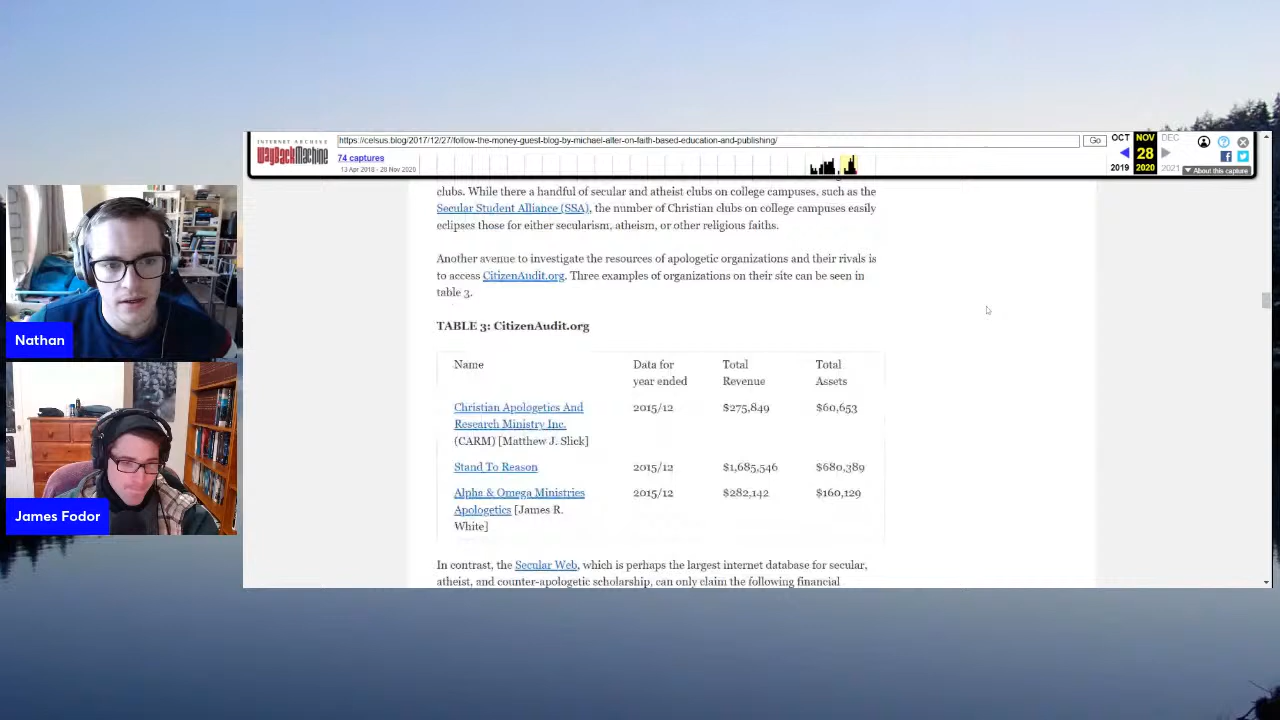 INTERNET ARCHIVE
WayBackMachine
https://celsus.blog/2017/12/27/follow-the-money-guest-blog-by-michael-alter-on-faith-based-education-and-publishing/
Go
OCT NOV DEC
74 captures
28
13 Apr 2018 - 28 Nov 2020
2019 2020 2021
About this capture
clubs. While there a handful of secular and atheist clubs on college campuses, such as the
Secular Student Alliance (SSA), the number of Christian clubs on college campuses easily
eclipses those for either secularism, atheism, or other religious faiths.
Another avenue to investigate the resources of apologetic organizations and their rivals is
to access CitizenAudit.org. Three examples of organizations on their site can be seen in
table 3.
TABLE 3: CitizenAudit.org
Name Data for year ended Total Revenue Total Assets
Christian Apologetics And 2015/12 $275,849 $60,653
Research Ministry Inc.
(CARM) [Matthew J. Slick]
Stand To Reason 2015/12 $1,685,546 $680,389
Alpha & Omega Ministries 2015/12 $282,142 $160,129
Apologetics [James R.
White]
In contrast, the Secular Web, which is perhaps the largest internet database for secular,
atheist, and counter-apologetic scholarship, can only claim the following financial
Nathan
James Fodor